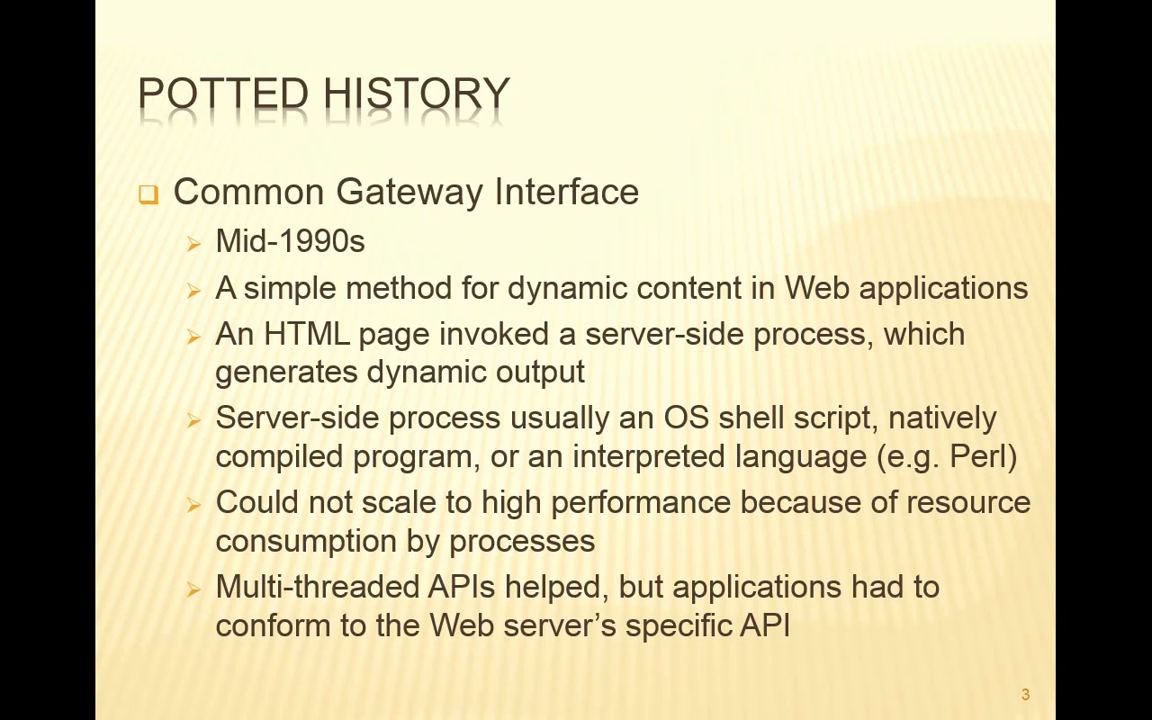 POTTED HISTORY
Common Gateway Interface
Mid-1990s
A simple method for dynamic content in Web applications
An HTML page invoked a server-side process, which
generates dynamic output
Server-side process usually an OS shell script, natively
compiled program, or an interpreted language (e.g. Perl)
Could not scale to high performance because of resource
consumption by processes
Multi-threaded APIs helped, but applications had to
conform to the Web server’s specific API
3